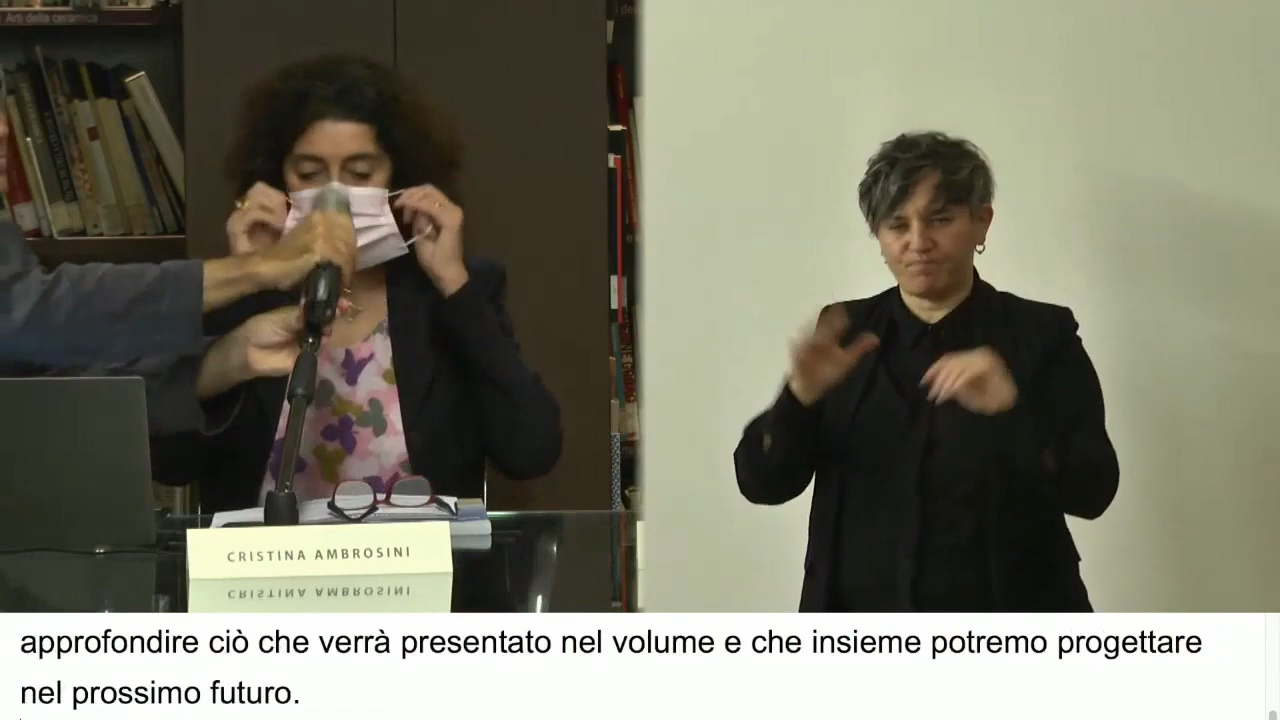 Arti della ceramica
CRISTINA AMBROSINI
approfondire ciò che verrà presentato nel volume e che insieme potremo progettare
nel prossimo futuro.